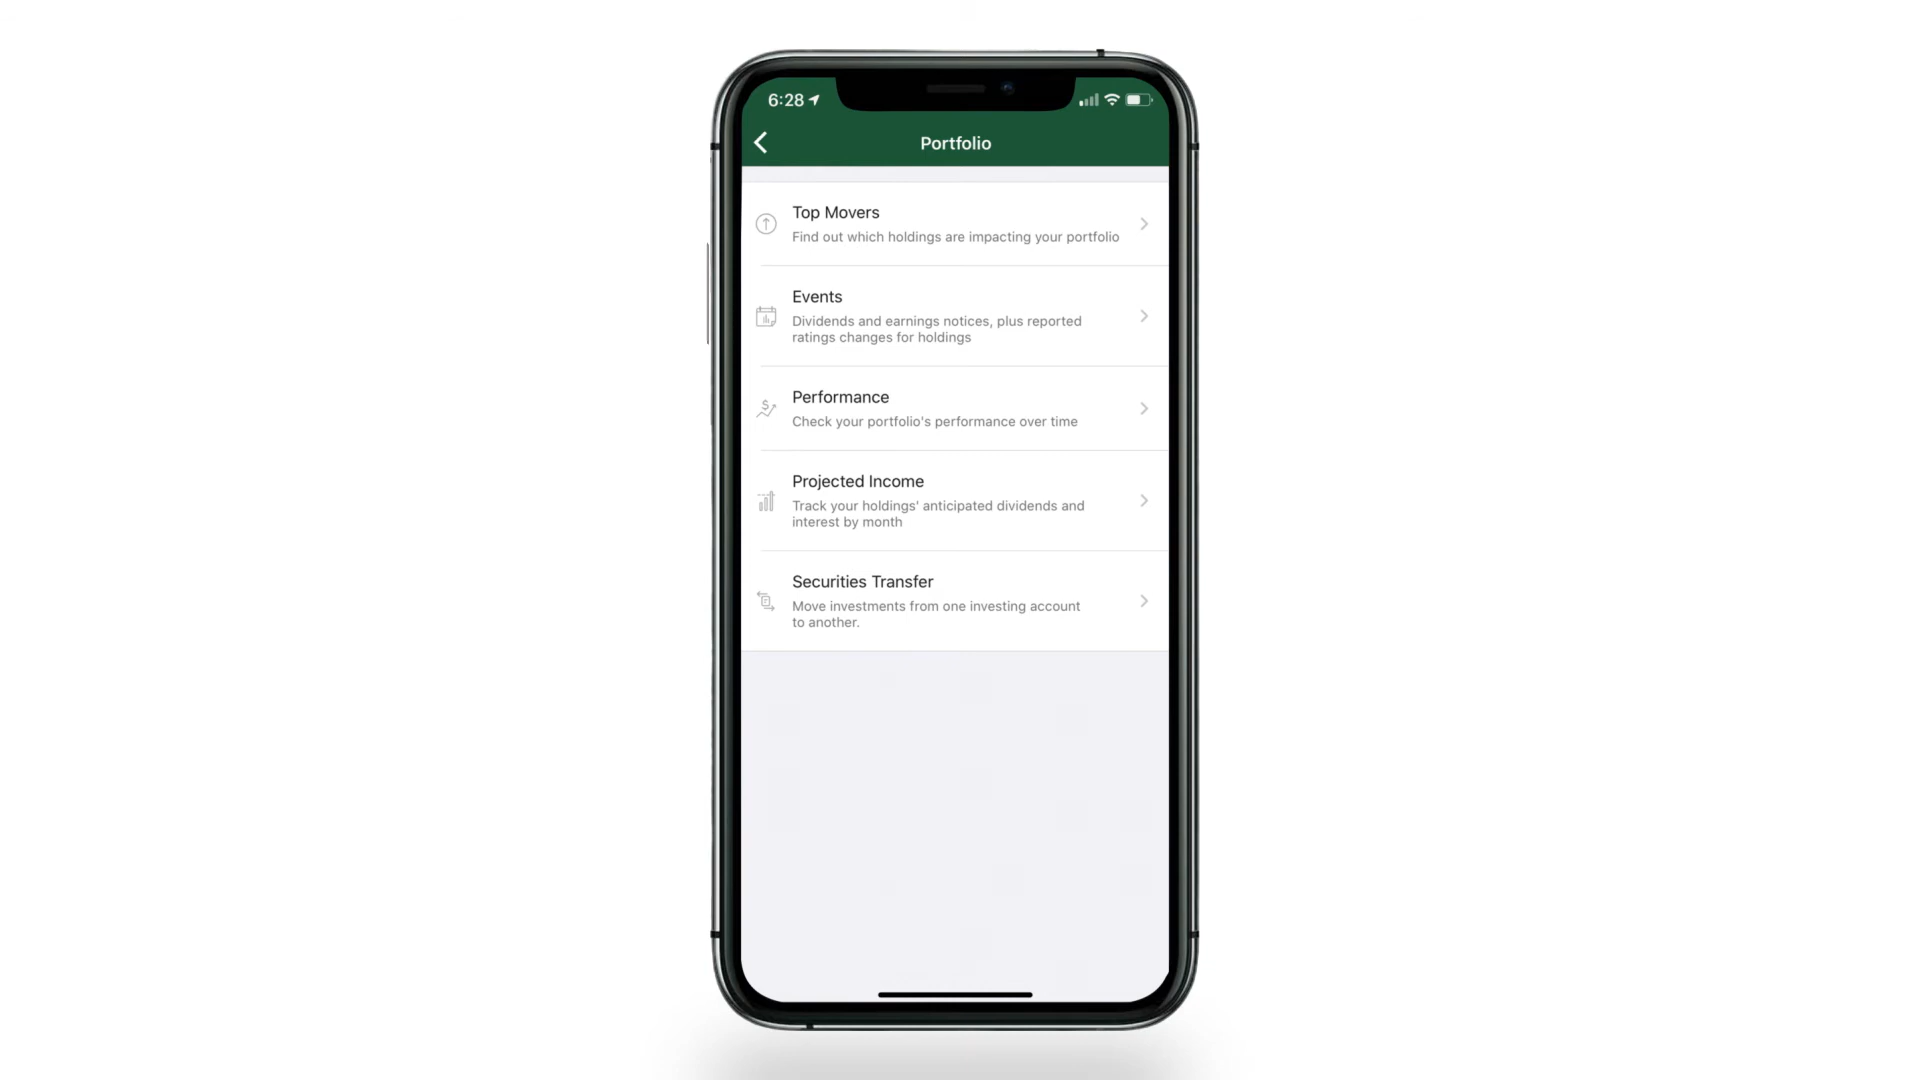 6:28
Portfolio
Top Movers
Find out which holdings are impacting your portfolio
Events
Dividends and earnings notices, plus reported
ratings changes for holdings
Performance
Check your portfolio's performance over time
Projected Income
Track your holdings' anticipated dividends and
interest by month
Securities Transfer
Move investments from one investing account
to another.